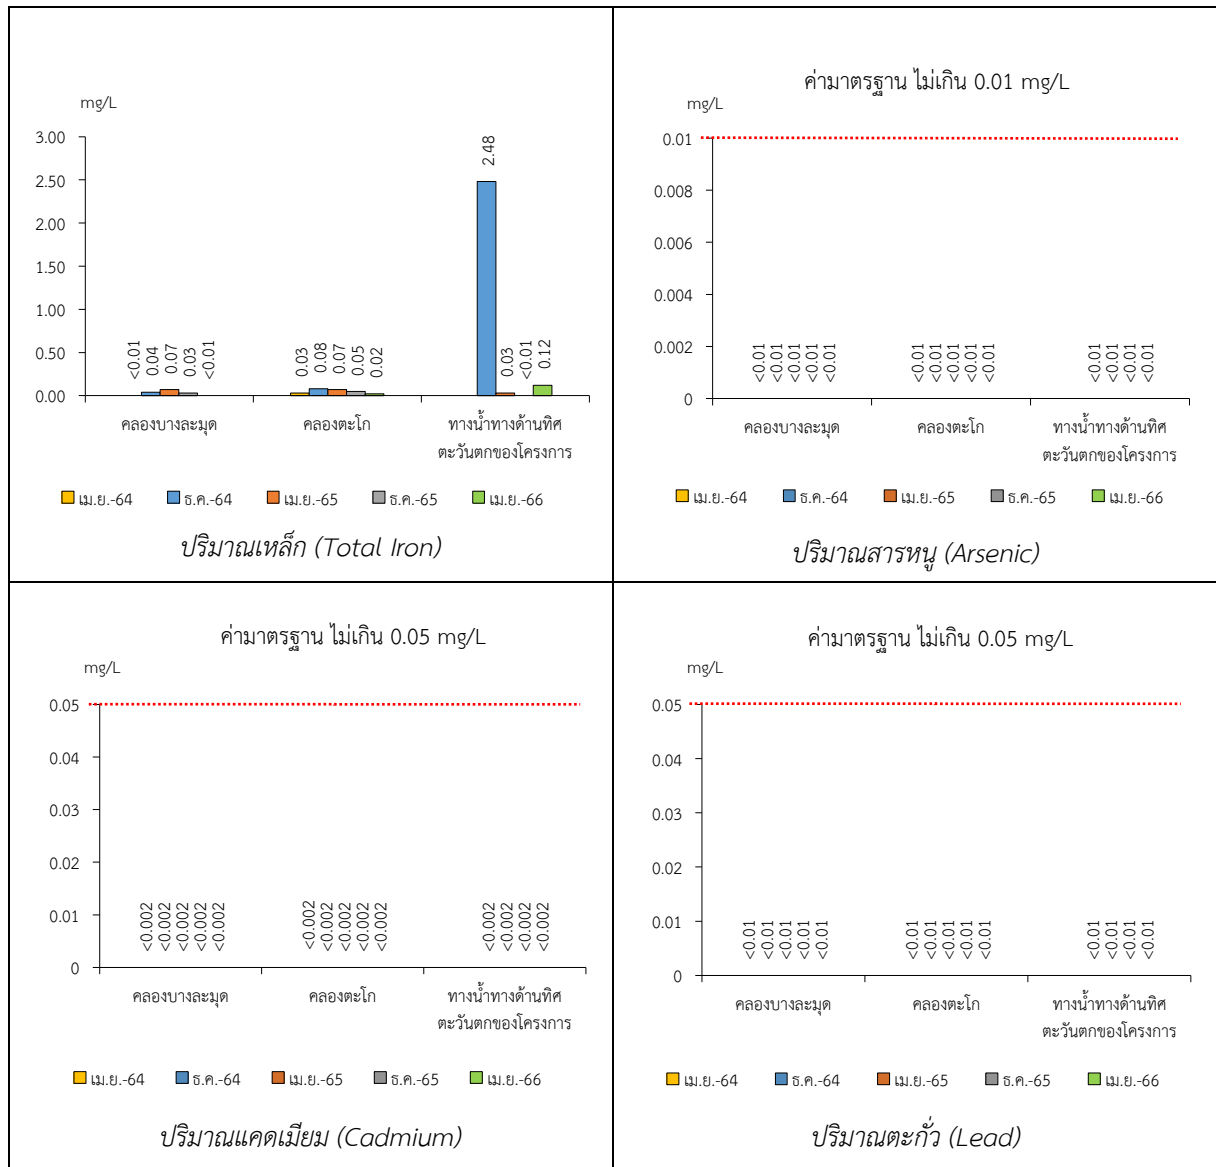 mg/L
3.00
2.50
2.00
1.50
1.00
0.50
0.00
<0.01 0.04 0.07 0.03 <0.01
0.03 0.08 0.07 0.05 0.02
2.48 0.03 <0.01 0.12
คลองบางละมุด คลองตะโก ทางน้ำทางด้านทิศ
ตะวันตกของโครงการ
เม.ย.-64 ธ.ค.-64 เม.ย.-65 ธ.ค.-65 เม.ย.-66
ปริมาณเหล็ก (Total Iron)
ค่ามาตรฐาน ไม่เกิน 0.01 mg/L
mg/L
0.01
0.008
0.006
0.004
0.002
0
<0.01 <0.01 <0.01 <0.01 <0.01
<0.01 <0.01 <0.01 <0.01 <0.01
<0.01 <0.01 <0.01 <0.01
คลองบางละมุด คลองตะโก ทางน้ำทางด้านทิศ
ตะวันตกของโครงการ
เม.ย.-64 ธ.ค.-64 เม.ย.-65 ธ.ค.-65 เม.ย.-66
ปริมาณสารหนู (Arsenic)
ค่ามาตรฐาน ไม่เกิน 0.05 mg/L
mg/L
0.05
0.04
0.03
0.02
0.01
0
<0.002 <0.002 <0.002 <0.002 <0.002
<0.002 <0.002 <0.002 <0.002 <0.002
<0.002 <0.002 <0.002 <0.002
คลองบางละมุด คลองตะโก ทางน้ำทางด้านทิศ
ตะวันตกของโครงการ
เม.ย.-64 ธ.ค.-64 เม.ย.-65 ธ.ค.-65 เม.ย.-66
ปริมาณแคดเมียม (Cadmium)
ค่ามาตรฐาน ไม่เกิน 0.05 mg/L
mg/L
0.05
0.04
0.03
0.02
0.01
0
<0.01 <0.01 <0.01 <0.01 <0.01
<0.01 <0.01 <0.01 <0.01 <0.01
<0.01 <0.01 <0.01 <0.01
คลองบางละมุด คลองตะโก ทางน้ำทางด้านทิศ
ตะวันตกของโครงการ
เม.ย.-64 ธ.ค.-64 เม.ย.-65 ธ.ค.-65 เม.ย.-66
ปริมาณตะกั่ว (Lead)